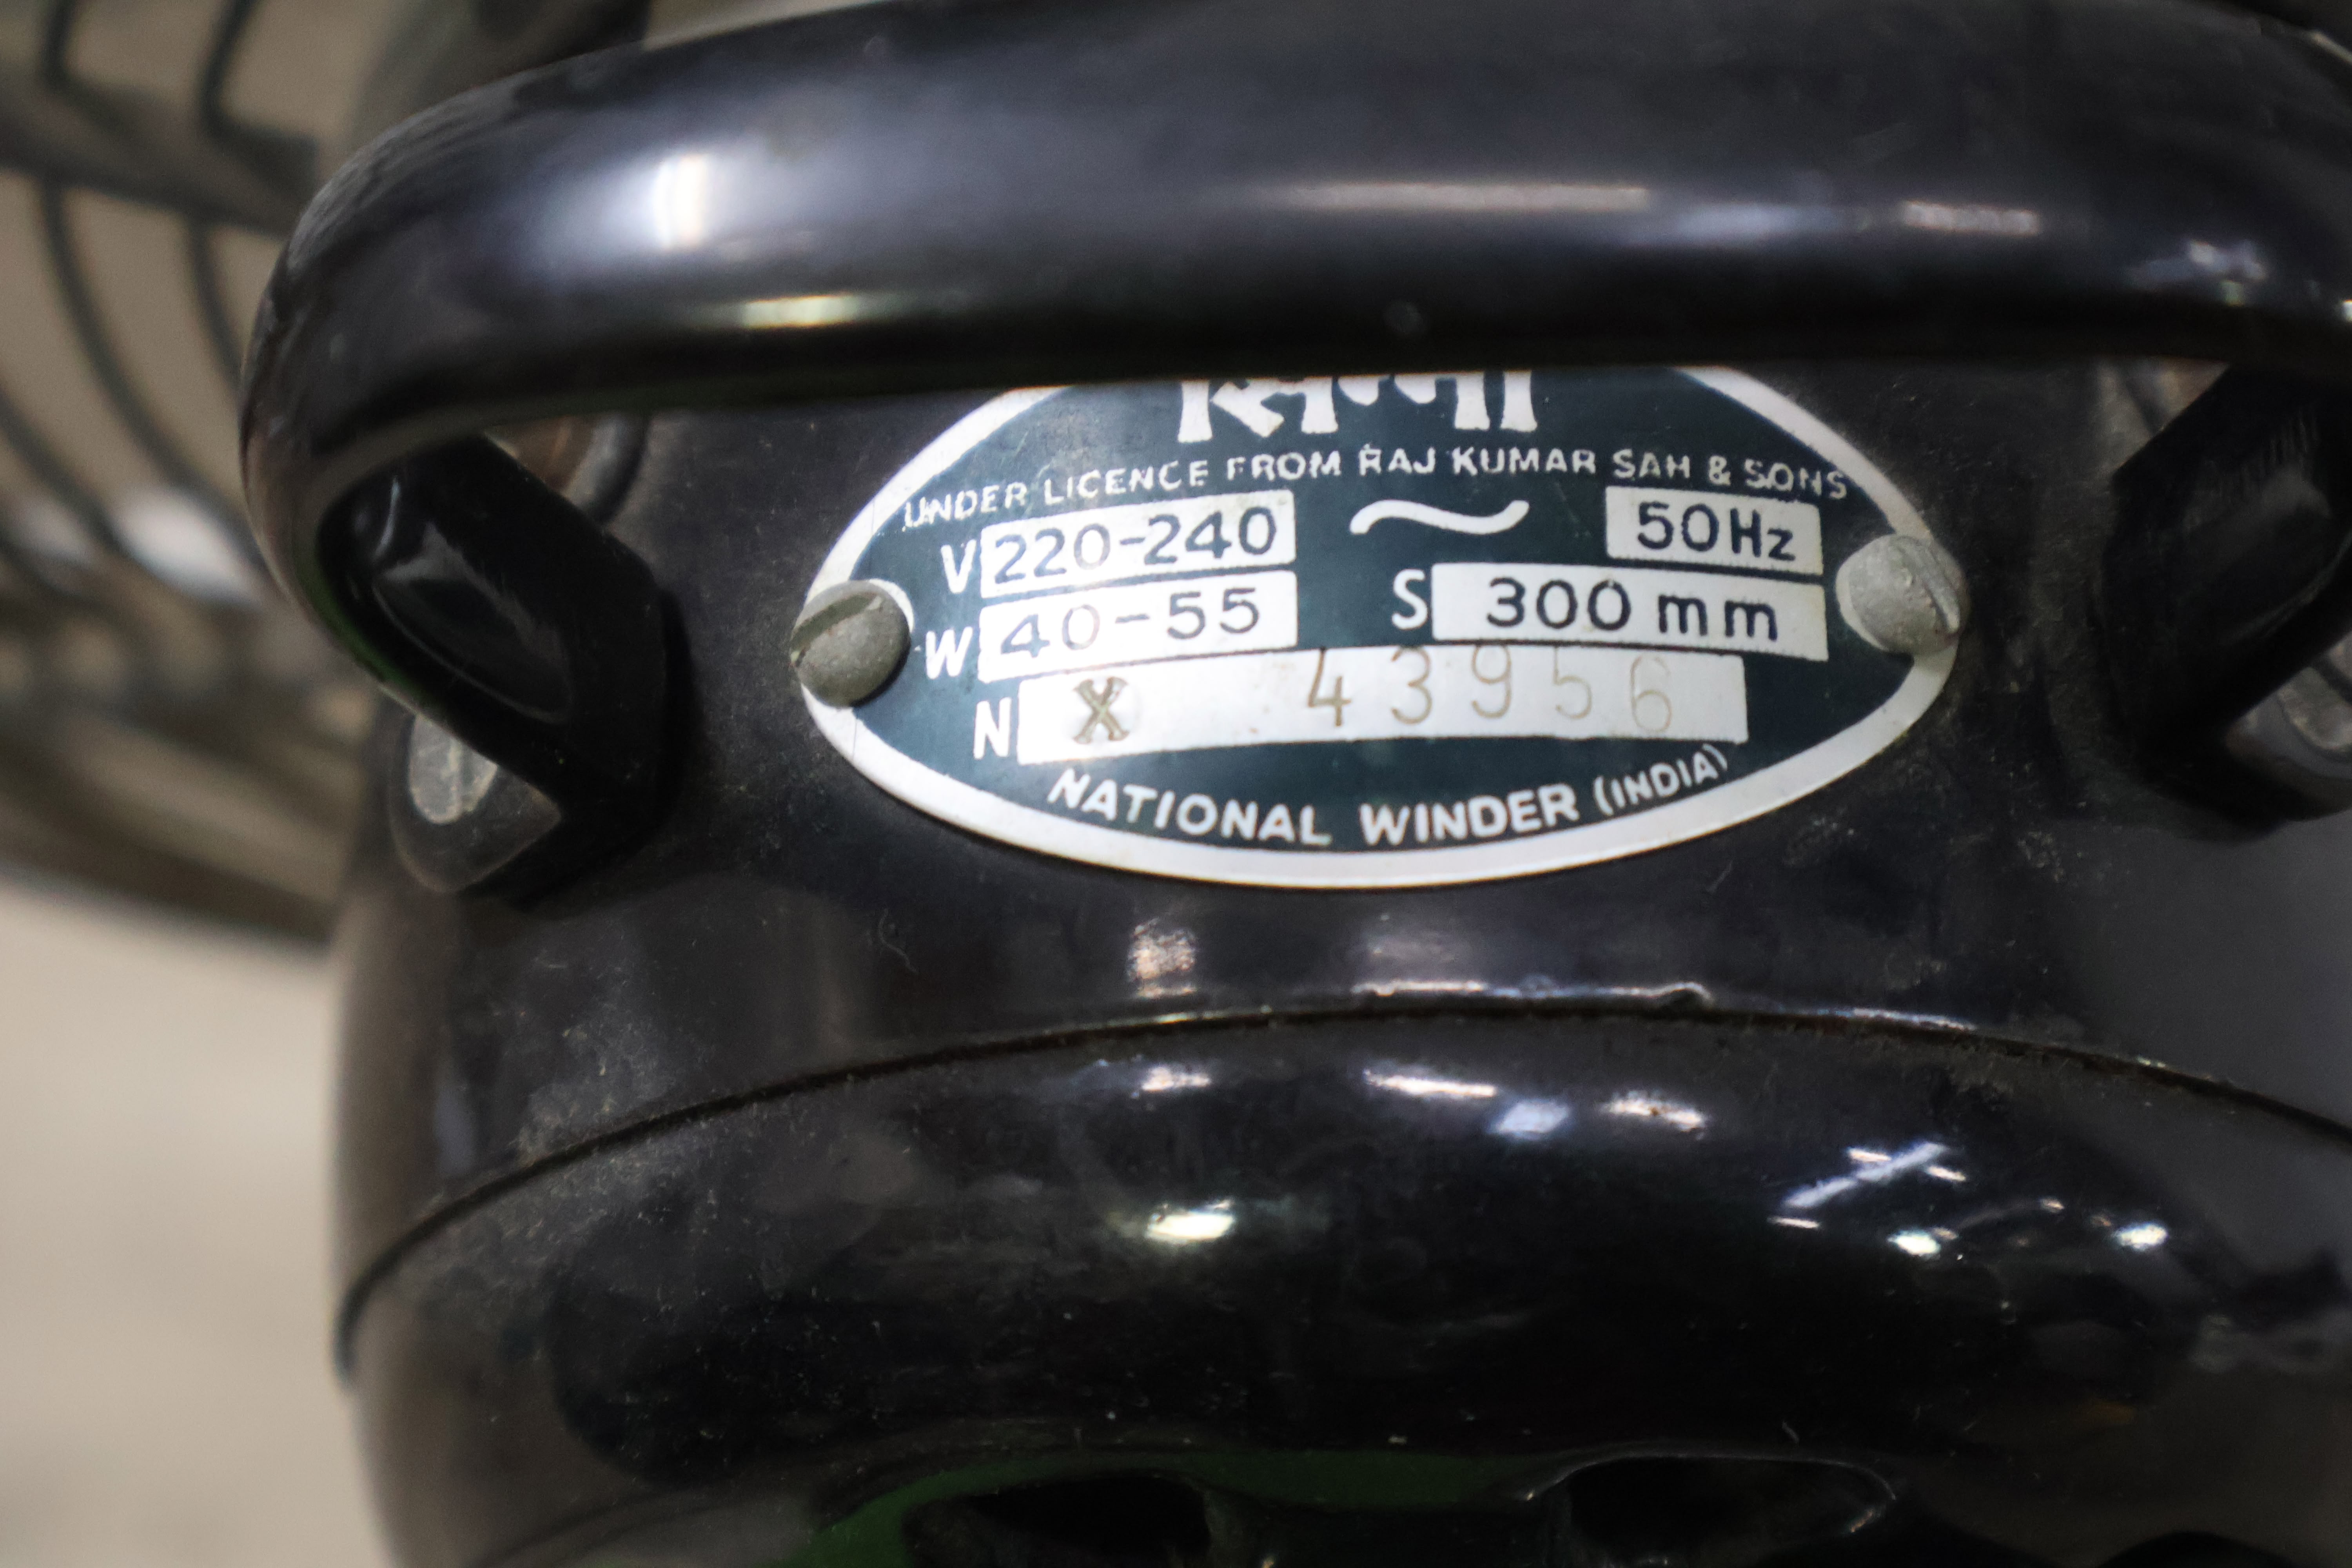 UNDER LICENCE FROM RAJ KUMAR SAH & SONS
V 220-240 ~ 50Hz
W 40-55 S 300 mm
N X 43956
NATIONAL WINDER (INDIA)